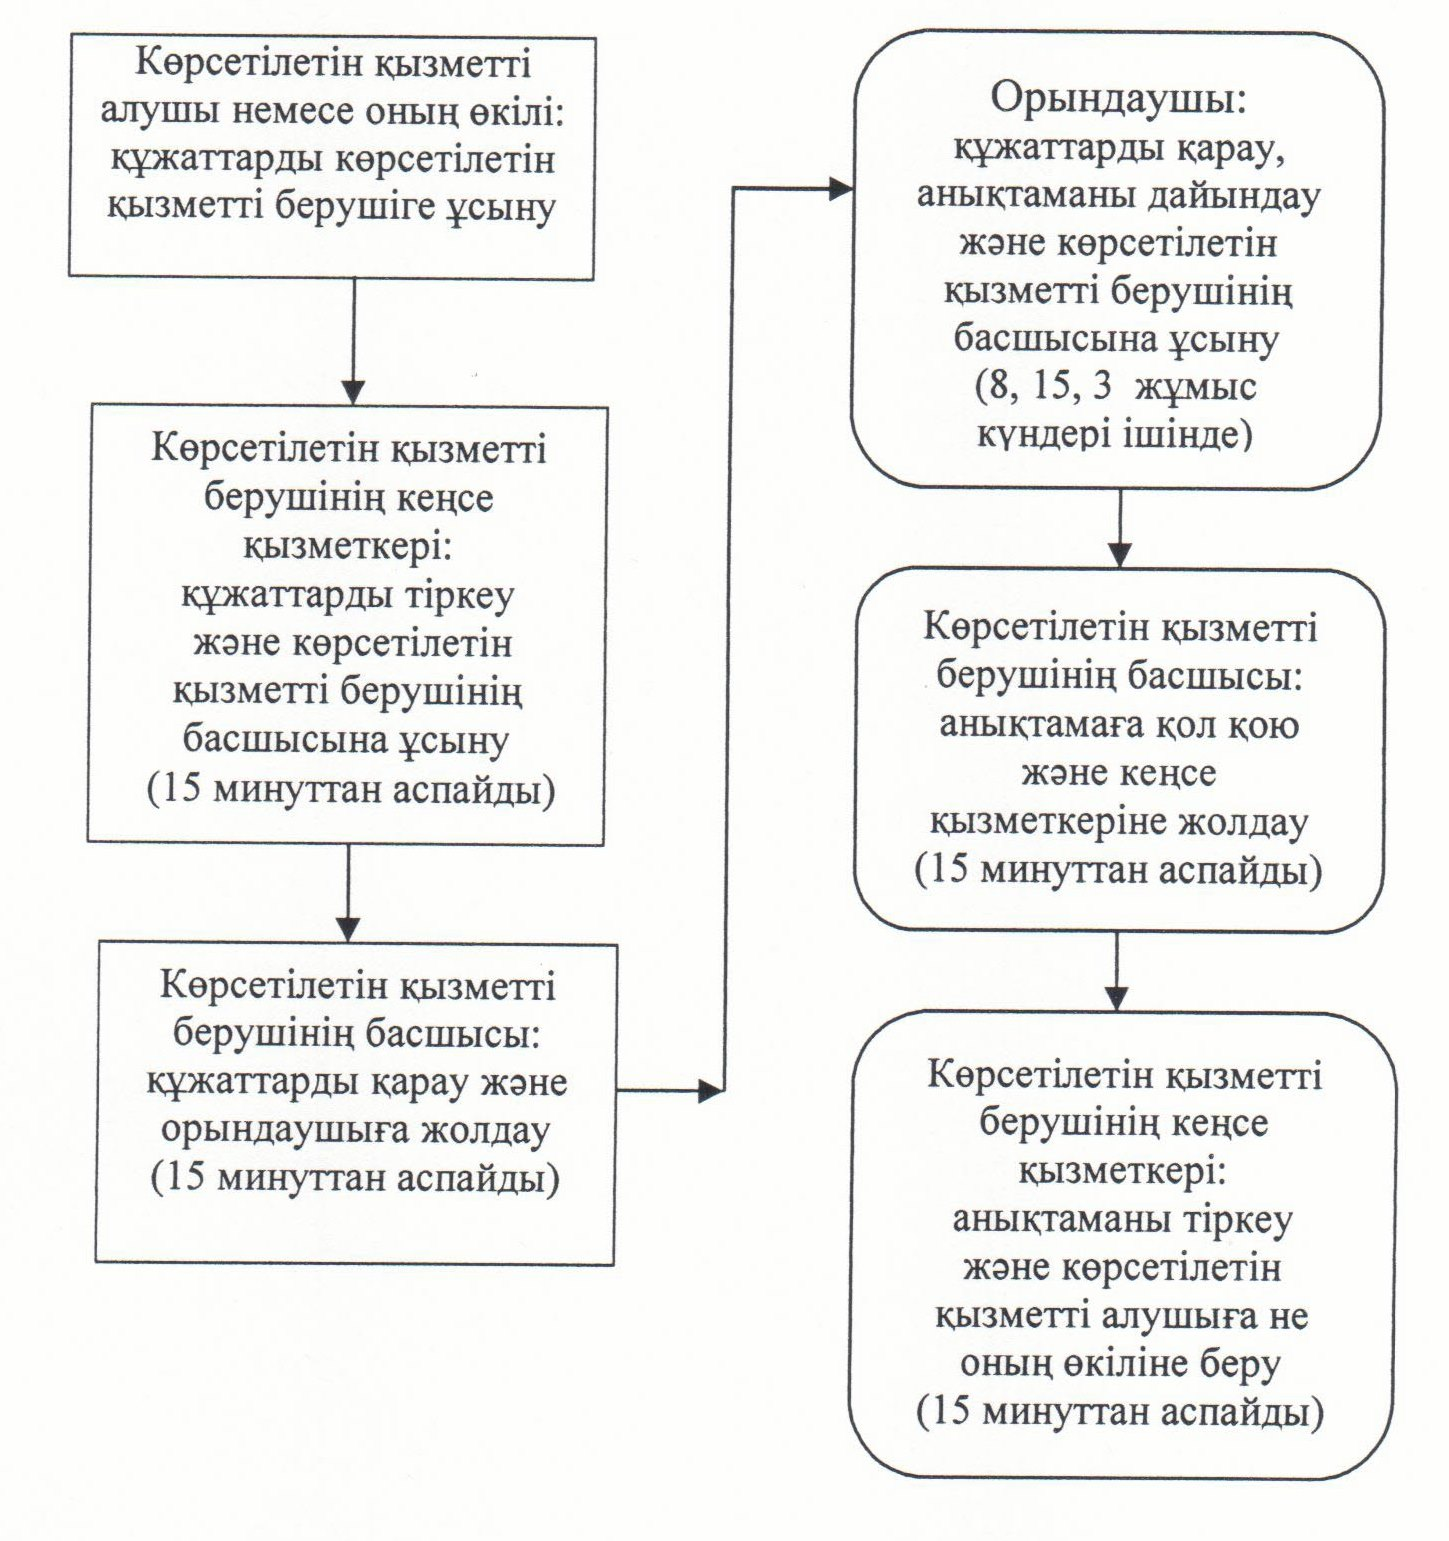 Көрсетілетін қызметті
алушы немесе оның өкілі:
құжаттарды көрсетілетін
қызметті берушіге ұсыну
Көрсетілетін қызметті
берушінің кеңсе
қызметкері:
құжаттарды тіркеу
және көрсетілетін
қызметті берушінің
басшысына ұсыну
(15 минуттан аспайды)
Көрсетілетін қызметті
берушінің басшысы:
құжаттарды қарау және
орындаушыға жолдау
(15 минуттан аспайды)
Орындаушы:
құжаттарды қарау,
анықтаманы дайындау
және көрсетілетін
қызметті берушінің
басшысына ұсыну
(8, 15, 3 жұмыс
күндері ішінде)
Көрсетілетін қызметті
берушінің басшысы:
анықтамаға қол қою
және кеңсе
қызметкеріне жолдау
(15 минуттан аспайды)
Көрсетілетін қызметті
берушінің кеңсе
қызметкері:
анықтаманы тіркеу
және көрсетілетін
қызметті алушыға не
оның өкіліне беру
(15 минуттан аспайды)